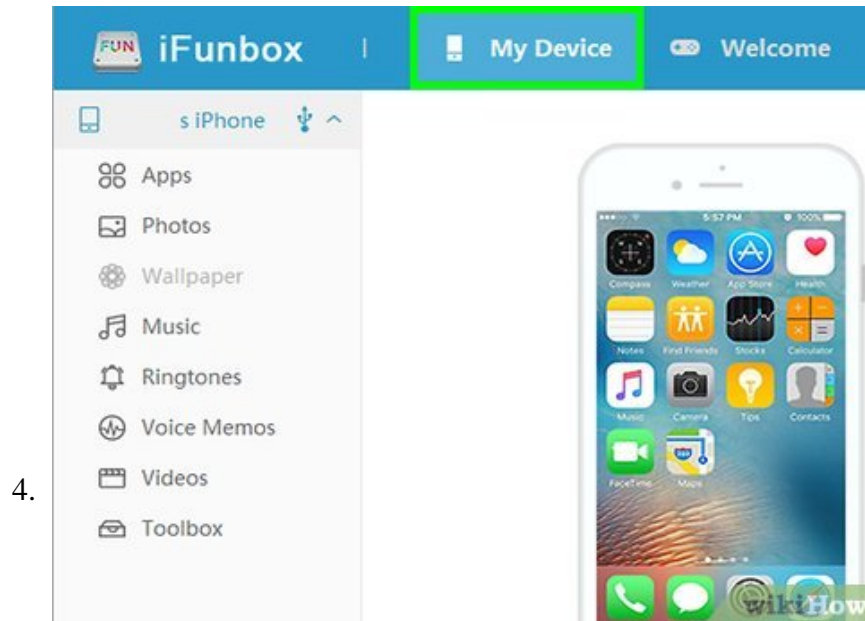 FUN iFunbox | My Device Welcome
s iPhone
Apps
Photos
Wallpaper
Music
Ringtones
Voice Memos
Videos
Toolbox
4.
5:57 PM 100%
Compass Weather App Store Health
Notes Find Friends Stocks Calculator
Music Camera Tips Contacts
FaceTime Maps
wikiHow